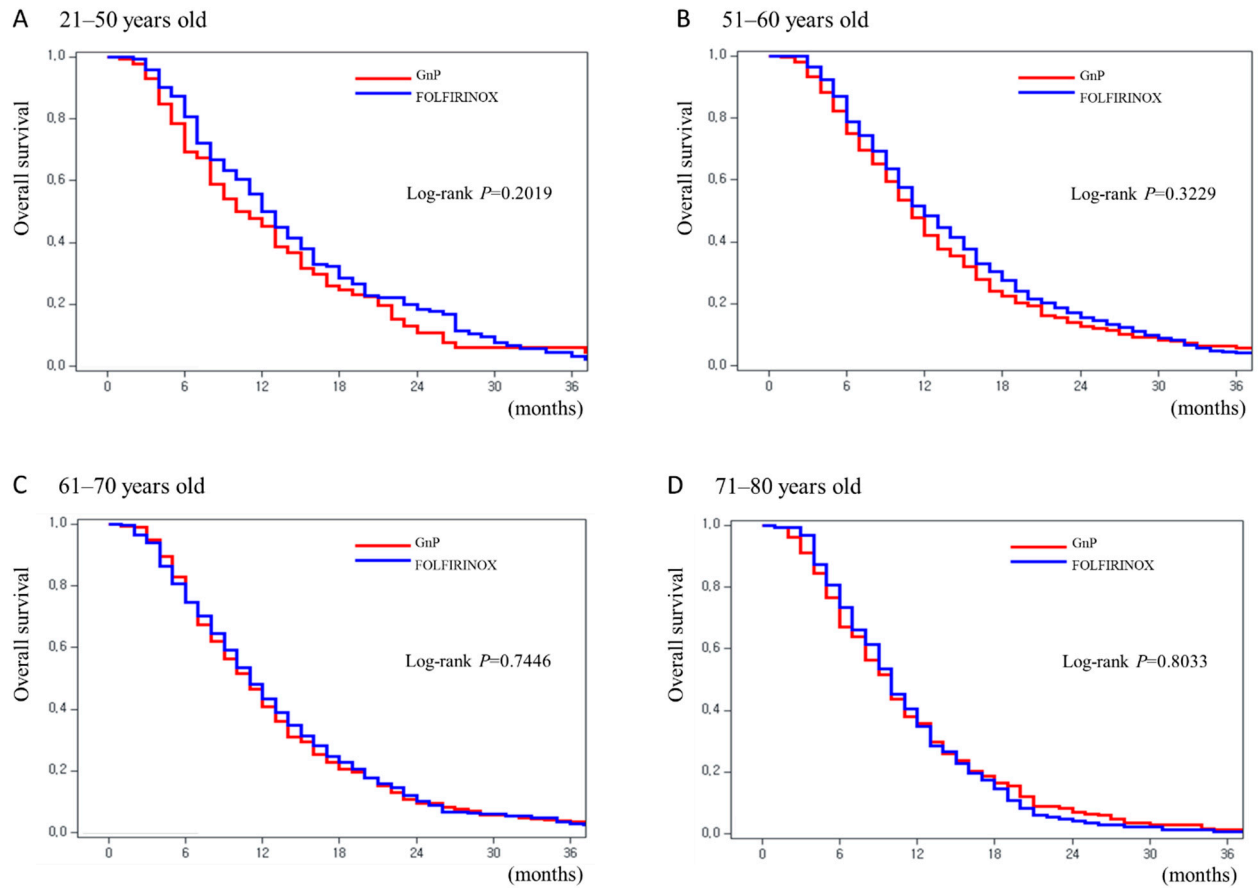 A 21–50 years old
Overall survival
1,0
0,8
0,6
0,4
0,2
0,0
GnP
FOLFIRINOX
Log-rank P=0.2019
0 6 12 18 24 30 36
(months)
B 51–60 years old
Overall survival
1,0
0,8
0,6
0,4
0,2
0,0
GnP
FOLFIRINOX
Log-rank P=0.3229
0 6 12 18 24 30 36
(months)
C 61–70 years old
Overall survival
1,0
0,8
0,6
0,4
0,2
0,0
GnP
FOLFIRINOX
Log-rank P=0.7446
0 6 12 18 24 30 36
(months)
D 71–80 years old
Overall survival
1,0
0,8
0,6
0,4
0,2
0,0
GnP
FOLFIRINOX
Log-rank P=0.8033
0 6 12 18 24 30 36
(months)